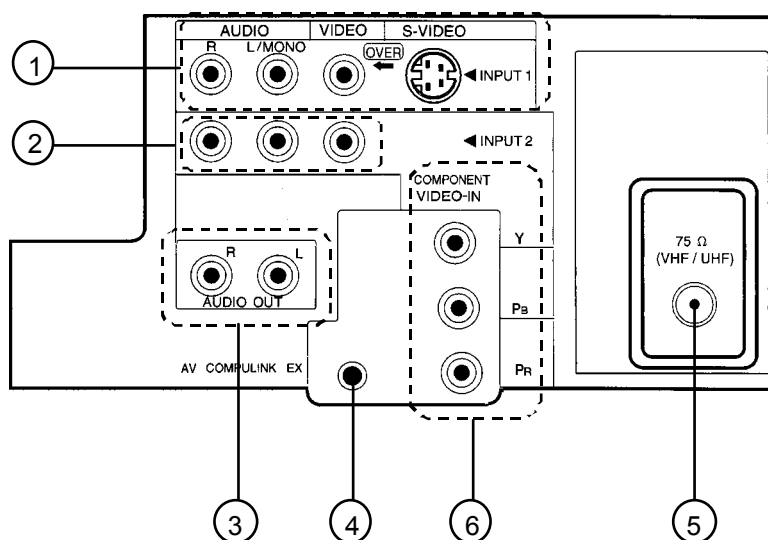 AUDIO VIDEO S-VIDEO
R L/MONO OVER
1 INPUT 1
2 INPUT 2
COMPONENT
VIDEO-IN
Y
R L
AUDIO OUT
75 Ω
(VHF / UHF)
PB
AV COMPULINK EX
PR
3 4 6 5